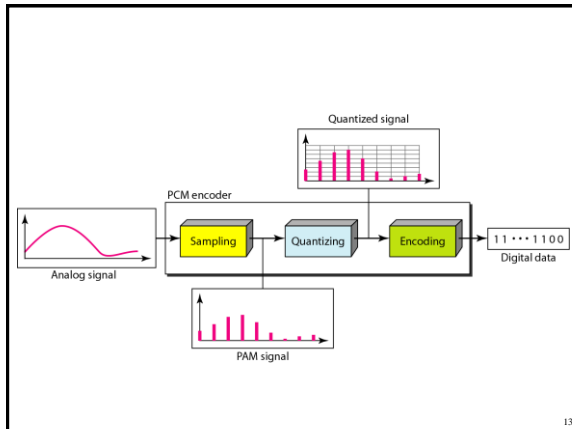 Quantized signal
PCM encoder
Sampling
Quantizing
Encoding
11 ··· 1100
Analog signal
Digital data
PAM signal
13